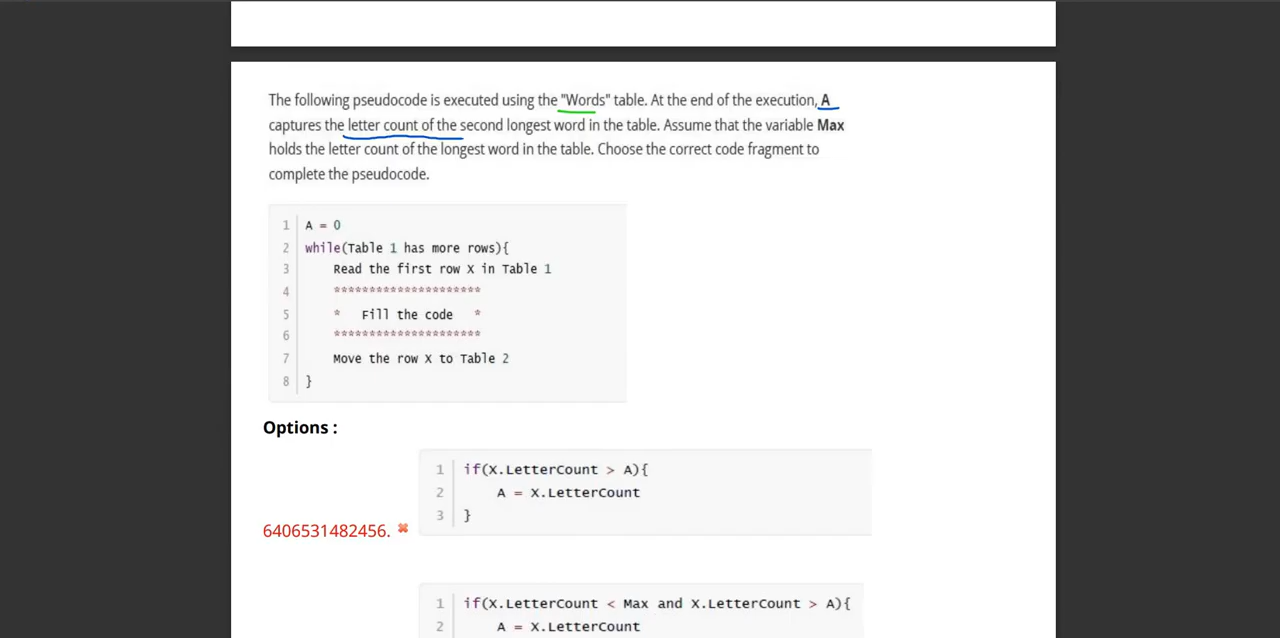 The following pseudocode is executed using the "Words" table. At the end of the execution, A
captures the letter count of the second longest word in the table. Assume that the variable Max
holds the letter count of the longest word in the table. Choose the correct code fragment to
complete the pseudocode.
1 A = 0
2 while(Table 1 has more rows){
3 Read the first row X in Table 1
4 *********************
5 * Fill the code *
6 *********************
7 Move the row X to Table 2
8 }
Options :
1 if(X.LetterCount > A){
2 A = X.LetterCount
3 }
6406531482456. ✖
1 if(X.LetterCount < Max and X.LetterCount > A){
2 A = X.LetterCount